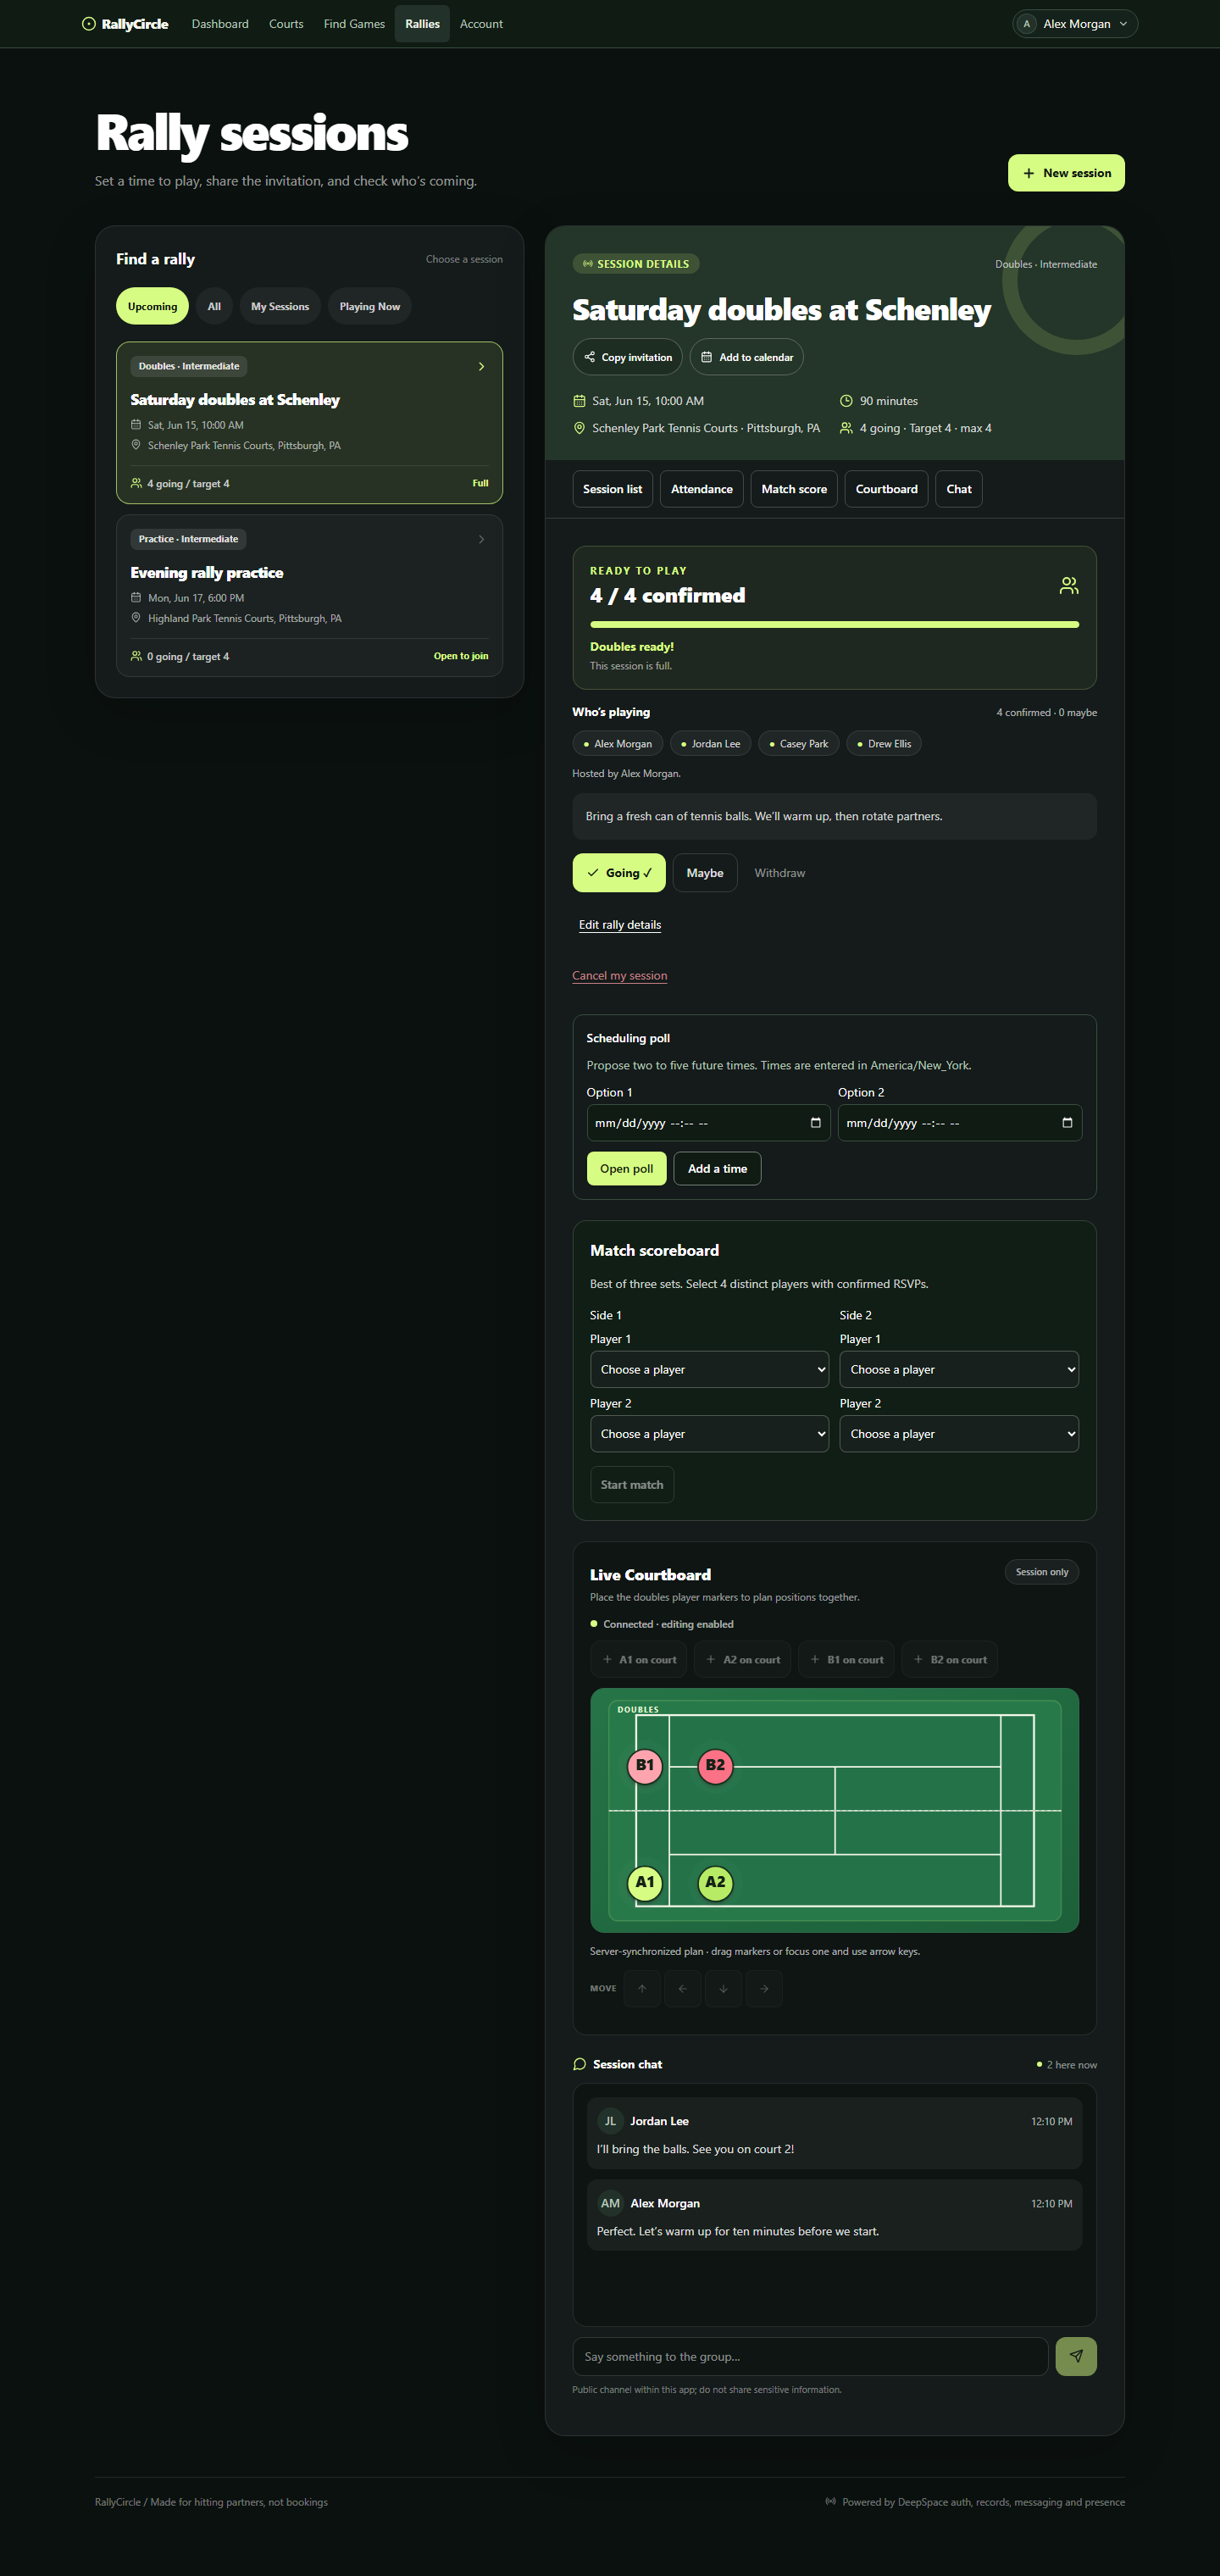 RallyCircle
Dashboard
Courts
Find Games
Rallies
Account
A
Alex Morgan
Rally sessions
Set a time to play, share the invitation, and check who's coming.
+ New session
Find a rally
Choose a session
Upcoming
All
My Sessions
Playing Now
Doubles · Intermediate
Saturday doubles at Schenley
Sat, Jun 15, 10:00 AM
Schenley Park Tennis Courts, Pittsburgh, PA
4 going / target 4
Full
Practice · Intermediate
Evening rally practice
Mon, Jun 17, 6:00 PM
Highland Park Tennis Courts, Pittsburgh, PA
0 going / target 4
Open to join
SESSION DETAILS
Doubles · Intermediate
Saturday doubles at Schenley
Copy invitation
Add to calendar
Sat, Jun 15, 10:00 AM
90 minutes
Schenley Park Tennis Courts · Pittsburgh, PA
4 going · Target 4 · max 4
Session list
Attendance
Match score
Courtboard
Chat
READY TO PLAY
4 / 4 confirmed
Doubles ready!
This session is full.
Who's playing
4 confirmed · 0 maybe
Alex Morgan
Jordan Lee
Casey Park
Drew Ellis
Hosted by Alex Morgan.
Bring a fresh can of tennis balls. We'll warm up, then rotate partners.
Going ✓
Maybe
Withdraw
Edit rally details
Cancel my session
Scheduling poll
Propose two to five future times. Times are entered in America/New_York.
Option 1
Option 2
mm/dd/yyyy --:-- --
mm/dd/yyyy --:-- --
Open poll
Add a time
Match scoreboard
Best of three sets. Select 4 distinct players with confirmed RSVPs.
Side 1
Side 2
Player 1
Player 1
Choose a player
Choose a player
Player 2
Player 2
Choose a player
Choose a player
Start match
Live Courtboard
Session only
Place the doubles player markers to plan positions together.
Connected · editing enabled
+ A1 on court
+ A2 on court
+ B1 on court
+ B2 on court
DOUBLES
B1
B2
A1
A2
Server-synchronized plan · drag markers or focus one and use arrow keys.
MOVE
Session chat
2 here now
JL
Jordan Lee
12:10 PM
I'll bring the balls. See you on court 2!
AM
Alex Morgan
12:10 PM
Perfect. Let's warm up for ten minutes before we start.
Say something to the group...
Public channel within this app; do not share sensitive information.
RallyCircle / Made for hitting partners, not bookings
Powered by DeepSpace auth, records, messaging and presence